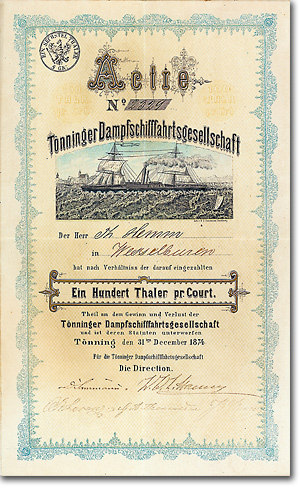 Actie
No.
Tönninger Dampfschifffahrtsgesellschaft
Der Herr
in Wesselburen
hat nach Verhältniss der darauf eingezahlten
Ein Hundert Thaler pr. Court.
Theil an dem Gewinn und Verlust der
Tönninger Dampfschifffahrtsgesellschaft
und ist deren Statuten unterworfen
Tönning den 31ten December 1874
Für die Tönninger Dampfschifffahrtsgesellschaft
Die Direction.